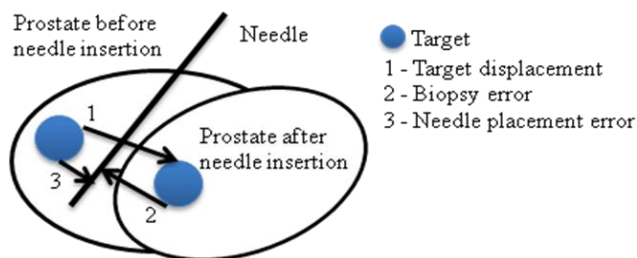 Prostate before
needle insertion
Needle
Target
1 - Target displacement
2 - Biopsy error
3 - Needle placement error
1
Prostate after
needle insertion
3
2